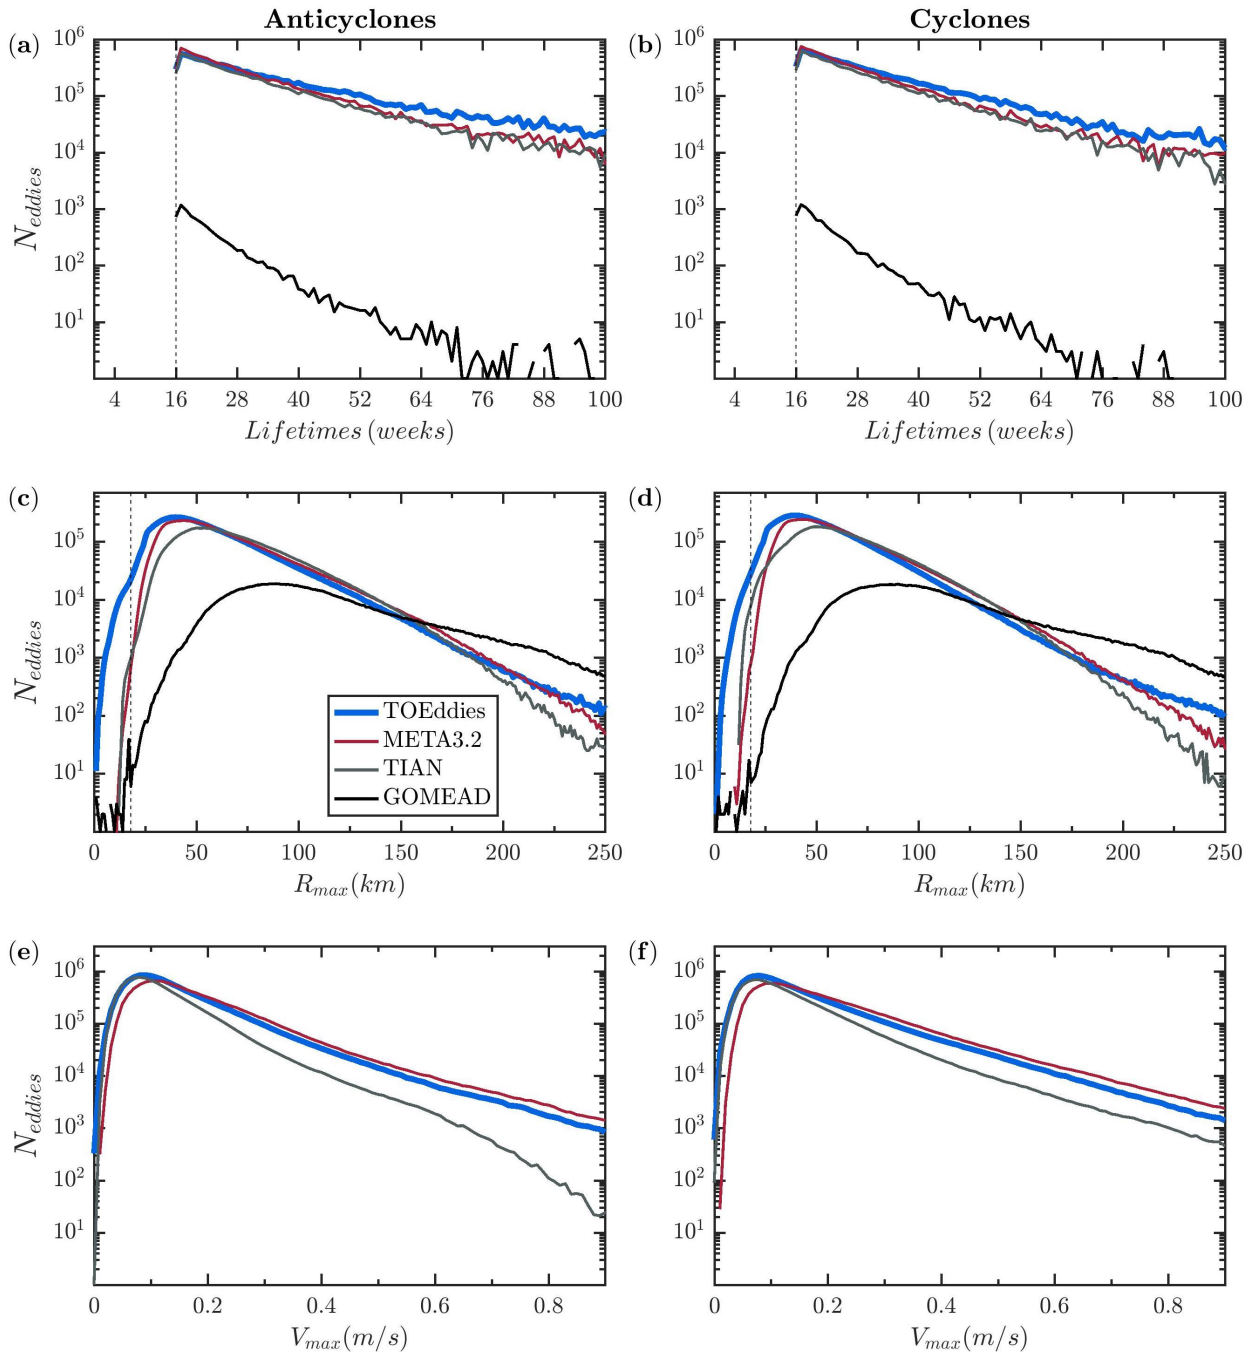 Anticyclones Cyclones
(a) (b)
10^6 10^6
10^5 10^5
10^4 10^4
10^3 10^3
10^2 10^2
10^1 10^1
N_eddies
4 16 28 40 52 64 76 88 100 4 16 28 40 52 64 76 88 100
Lifetimes (weeks) Lifetimes (weeks)
(c) (d)
10^5 10^5
10^4 10^4
10^3 10^3
10^2 10^2
10^1 10^1
N_eddies
TOEddies
META3.2
TIAN
GOMEAD
0 50 100 150 200 250 0 50 100 150 200 250
R_max(km) R_max(km)
(e) (f)
10^6 10^6
10^5 10^5
10^4 10^4
10^3 10^3
10^2 10^2
10^1 10^1
N_eddies
0 0.2 0.4 0.6 0.8 0 0.2 0.4 0.6 0.8
V_max(m/s) V_max(m/s)